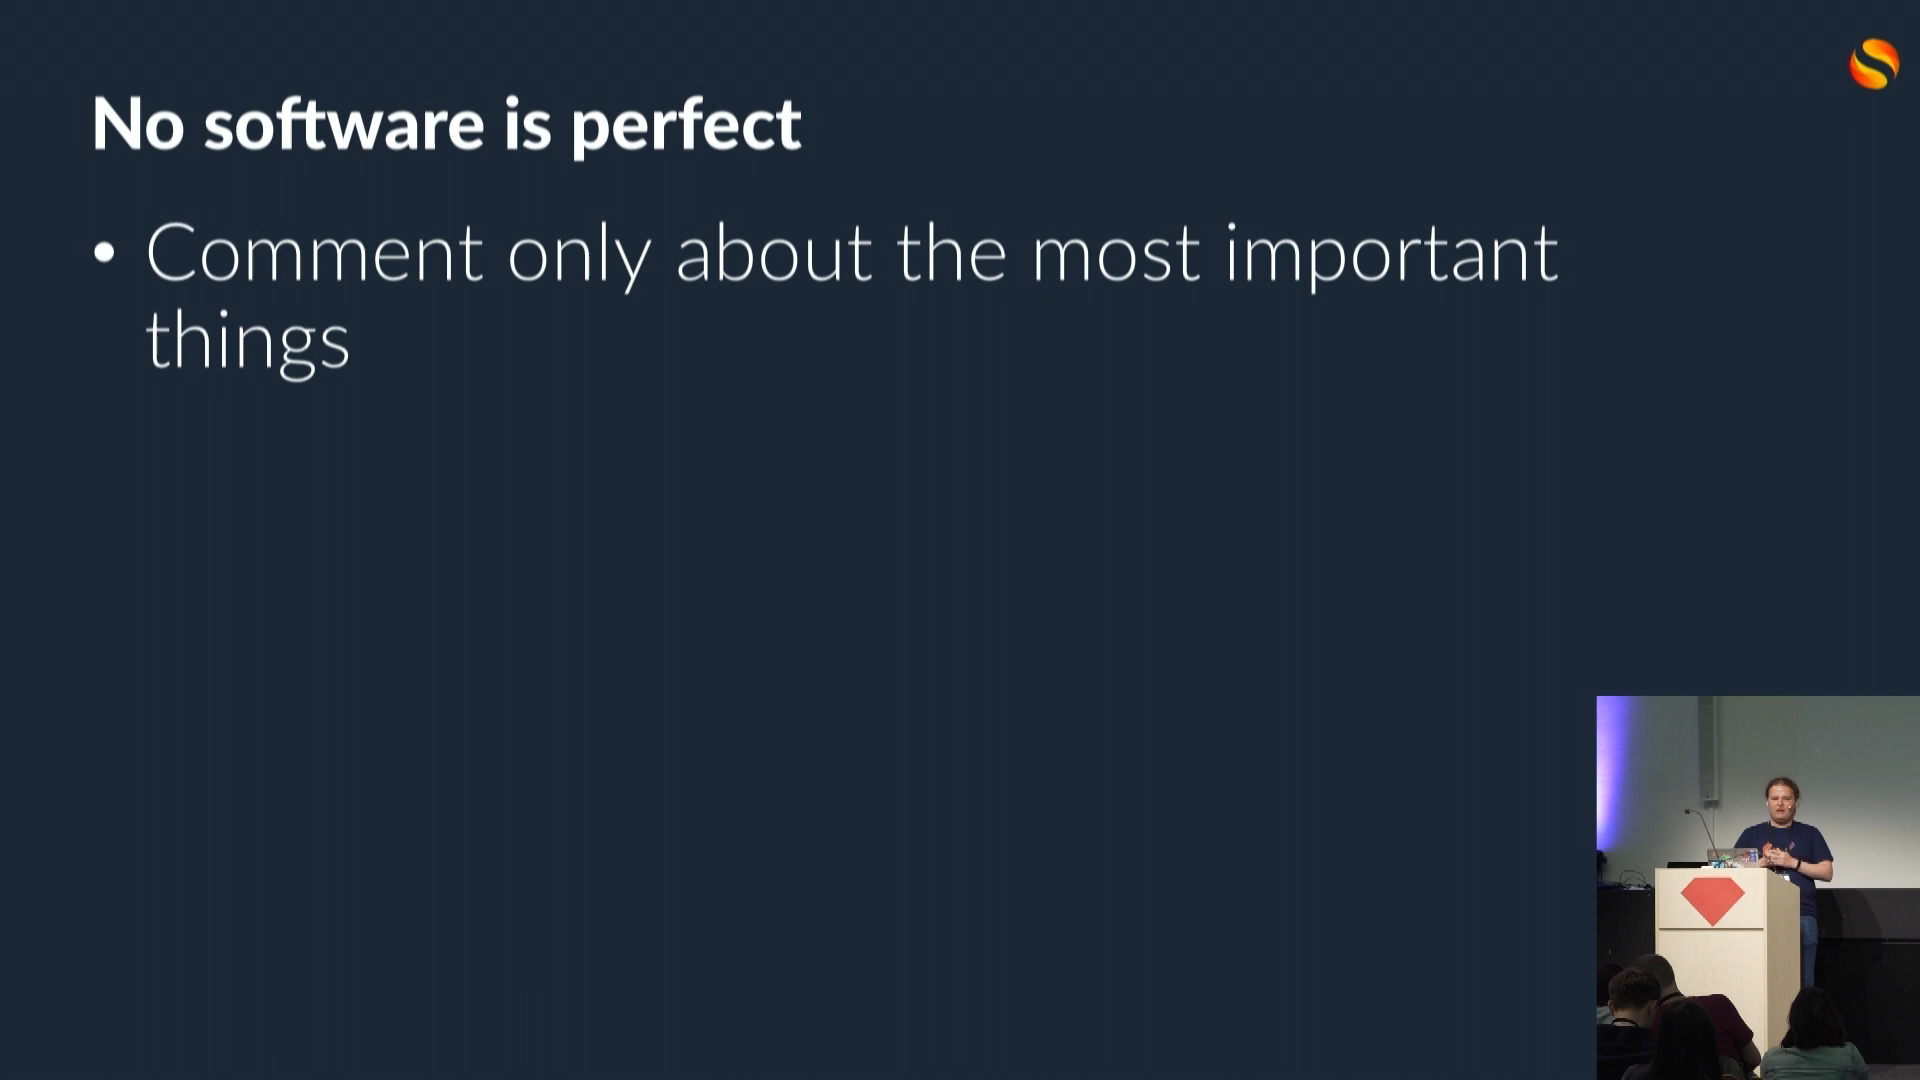 No software is perfect
• Comment only about the most important
things